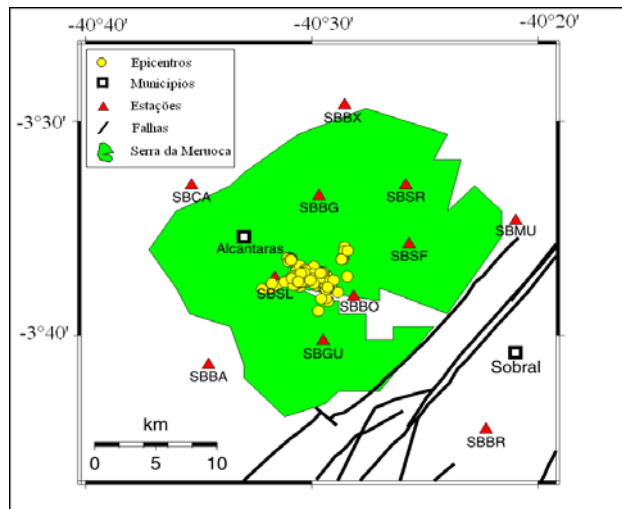 -40°40' -40°30' -40°20'
Epicentros
Municípios
Estações
Falhas
Serra da Meruoca
-3°30'
-3°40'
SBBX
SBCA
SBBG
SBSR
SBMU
Alcantaras
SBSF
SBSL
SBBO
SBGU
SBBA
Sobral
SBBR
km
0 5 10